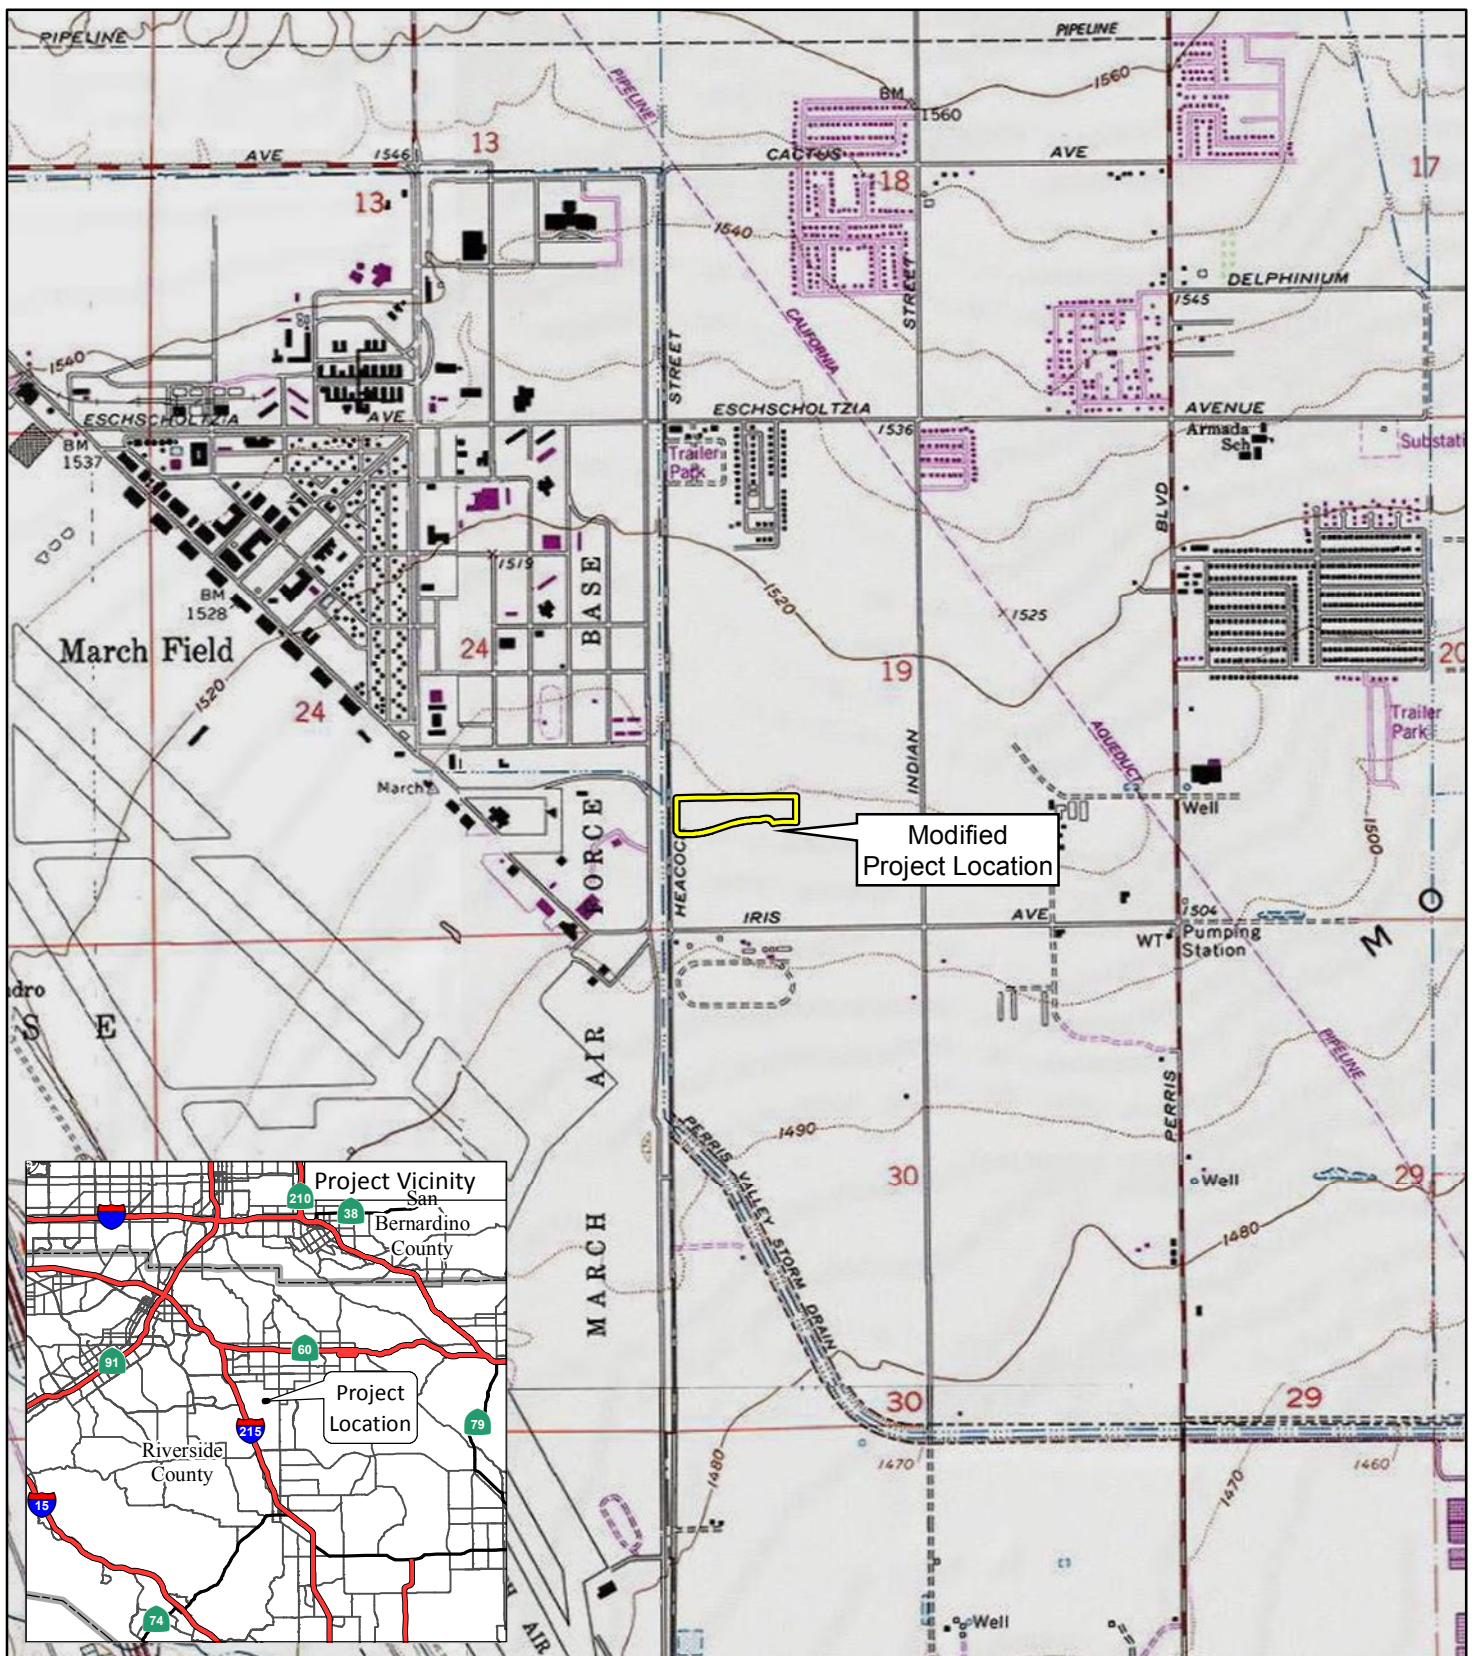 PIPELINE
PIPELINE
PIPELINE
1560
BM
1560
13
AVE
1546
CACTUS
AVE
17
18
13
1540
STREET
DELPHINIUM
1545
CALIFORNIA
STREET
1540
ESCHSCHOLTZIA
AVE
ESCHSCHOLTZIA
AVENUE
1536
BM
1537
Trailer
Park
Armada
Sch
Substati
BLVD
1519
BASE
1520
1525
BM
1528
March Field
24
19
20
1520
24
Trailer
Park
AQUEDUCT
INDIAN
March
Well
1500
FORCE
HEACOC
Modified
Project Location
IRIS
AVE
1504
WT
Pumping
Station
M
dro
S E
AIR
PIPELINE
PERRIS
1490
PERRIS VALLEY STORM DRAIN
30
Well
29
1480
MARCH
Project Vicinity
210
38
San
Bernardino
County
91
60
Project
Location
215
79
Riverside
County
15
74
30
29
1480
1470
1470
1460
Well
AIR